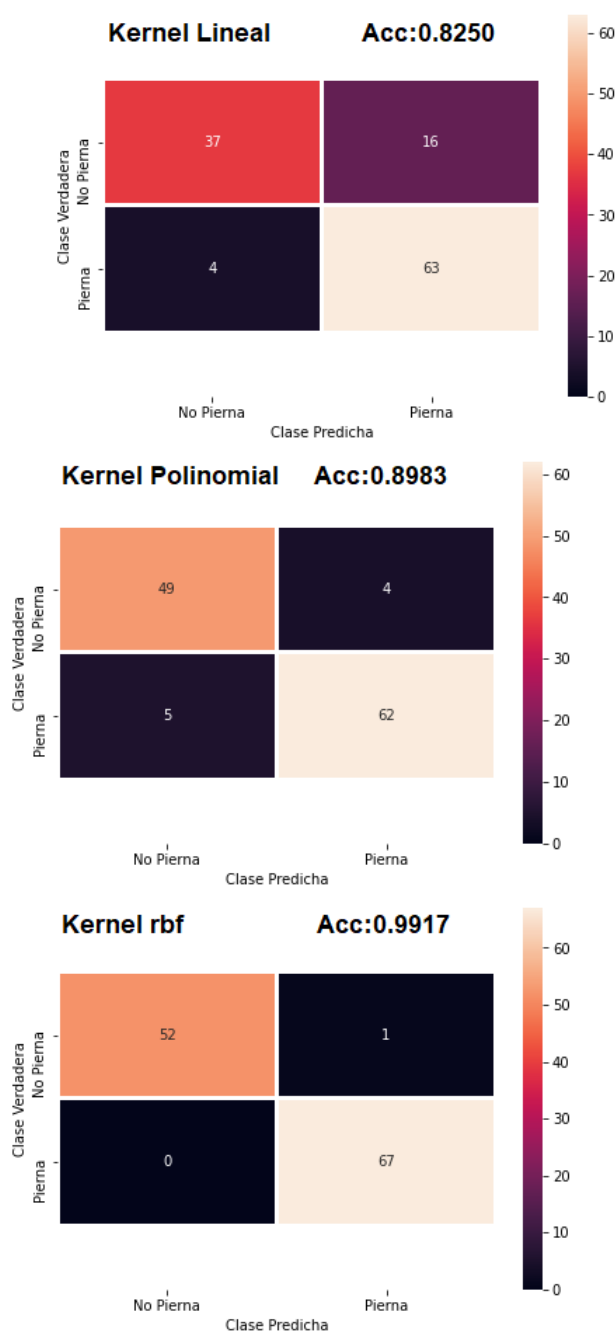 Kernel Lineal Acc:0.8250
60
50
40
30
20
10
0
Clase Verdadera
No Pierna
Pierna
37 16
4 63
No Pierna Pierna
Clase Predicha
Kernel Polinomial Acc:0.8983
60
50
40
30
20
10
0
Clase Verdadera
No Pierna
Pierna
49 4
5 62
No Pierna Pierna
Clase Predicha
Kernel rbf Acc:0.9917
60
50
40
30
20
10
0
Clase Verdadera
No Pierna
Pierna
52 1
0 67
No Pierna Pierna
Clase Predicha